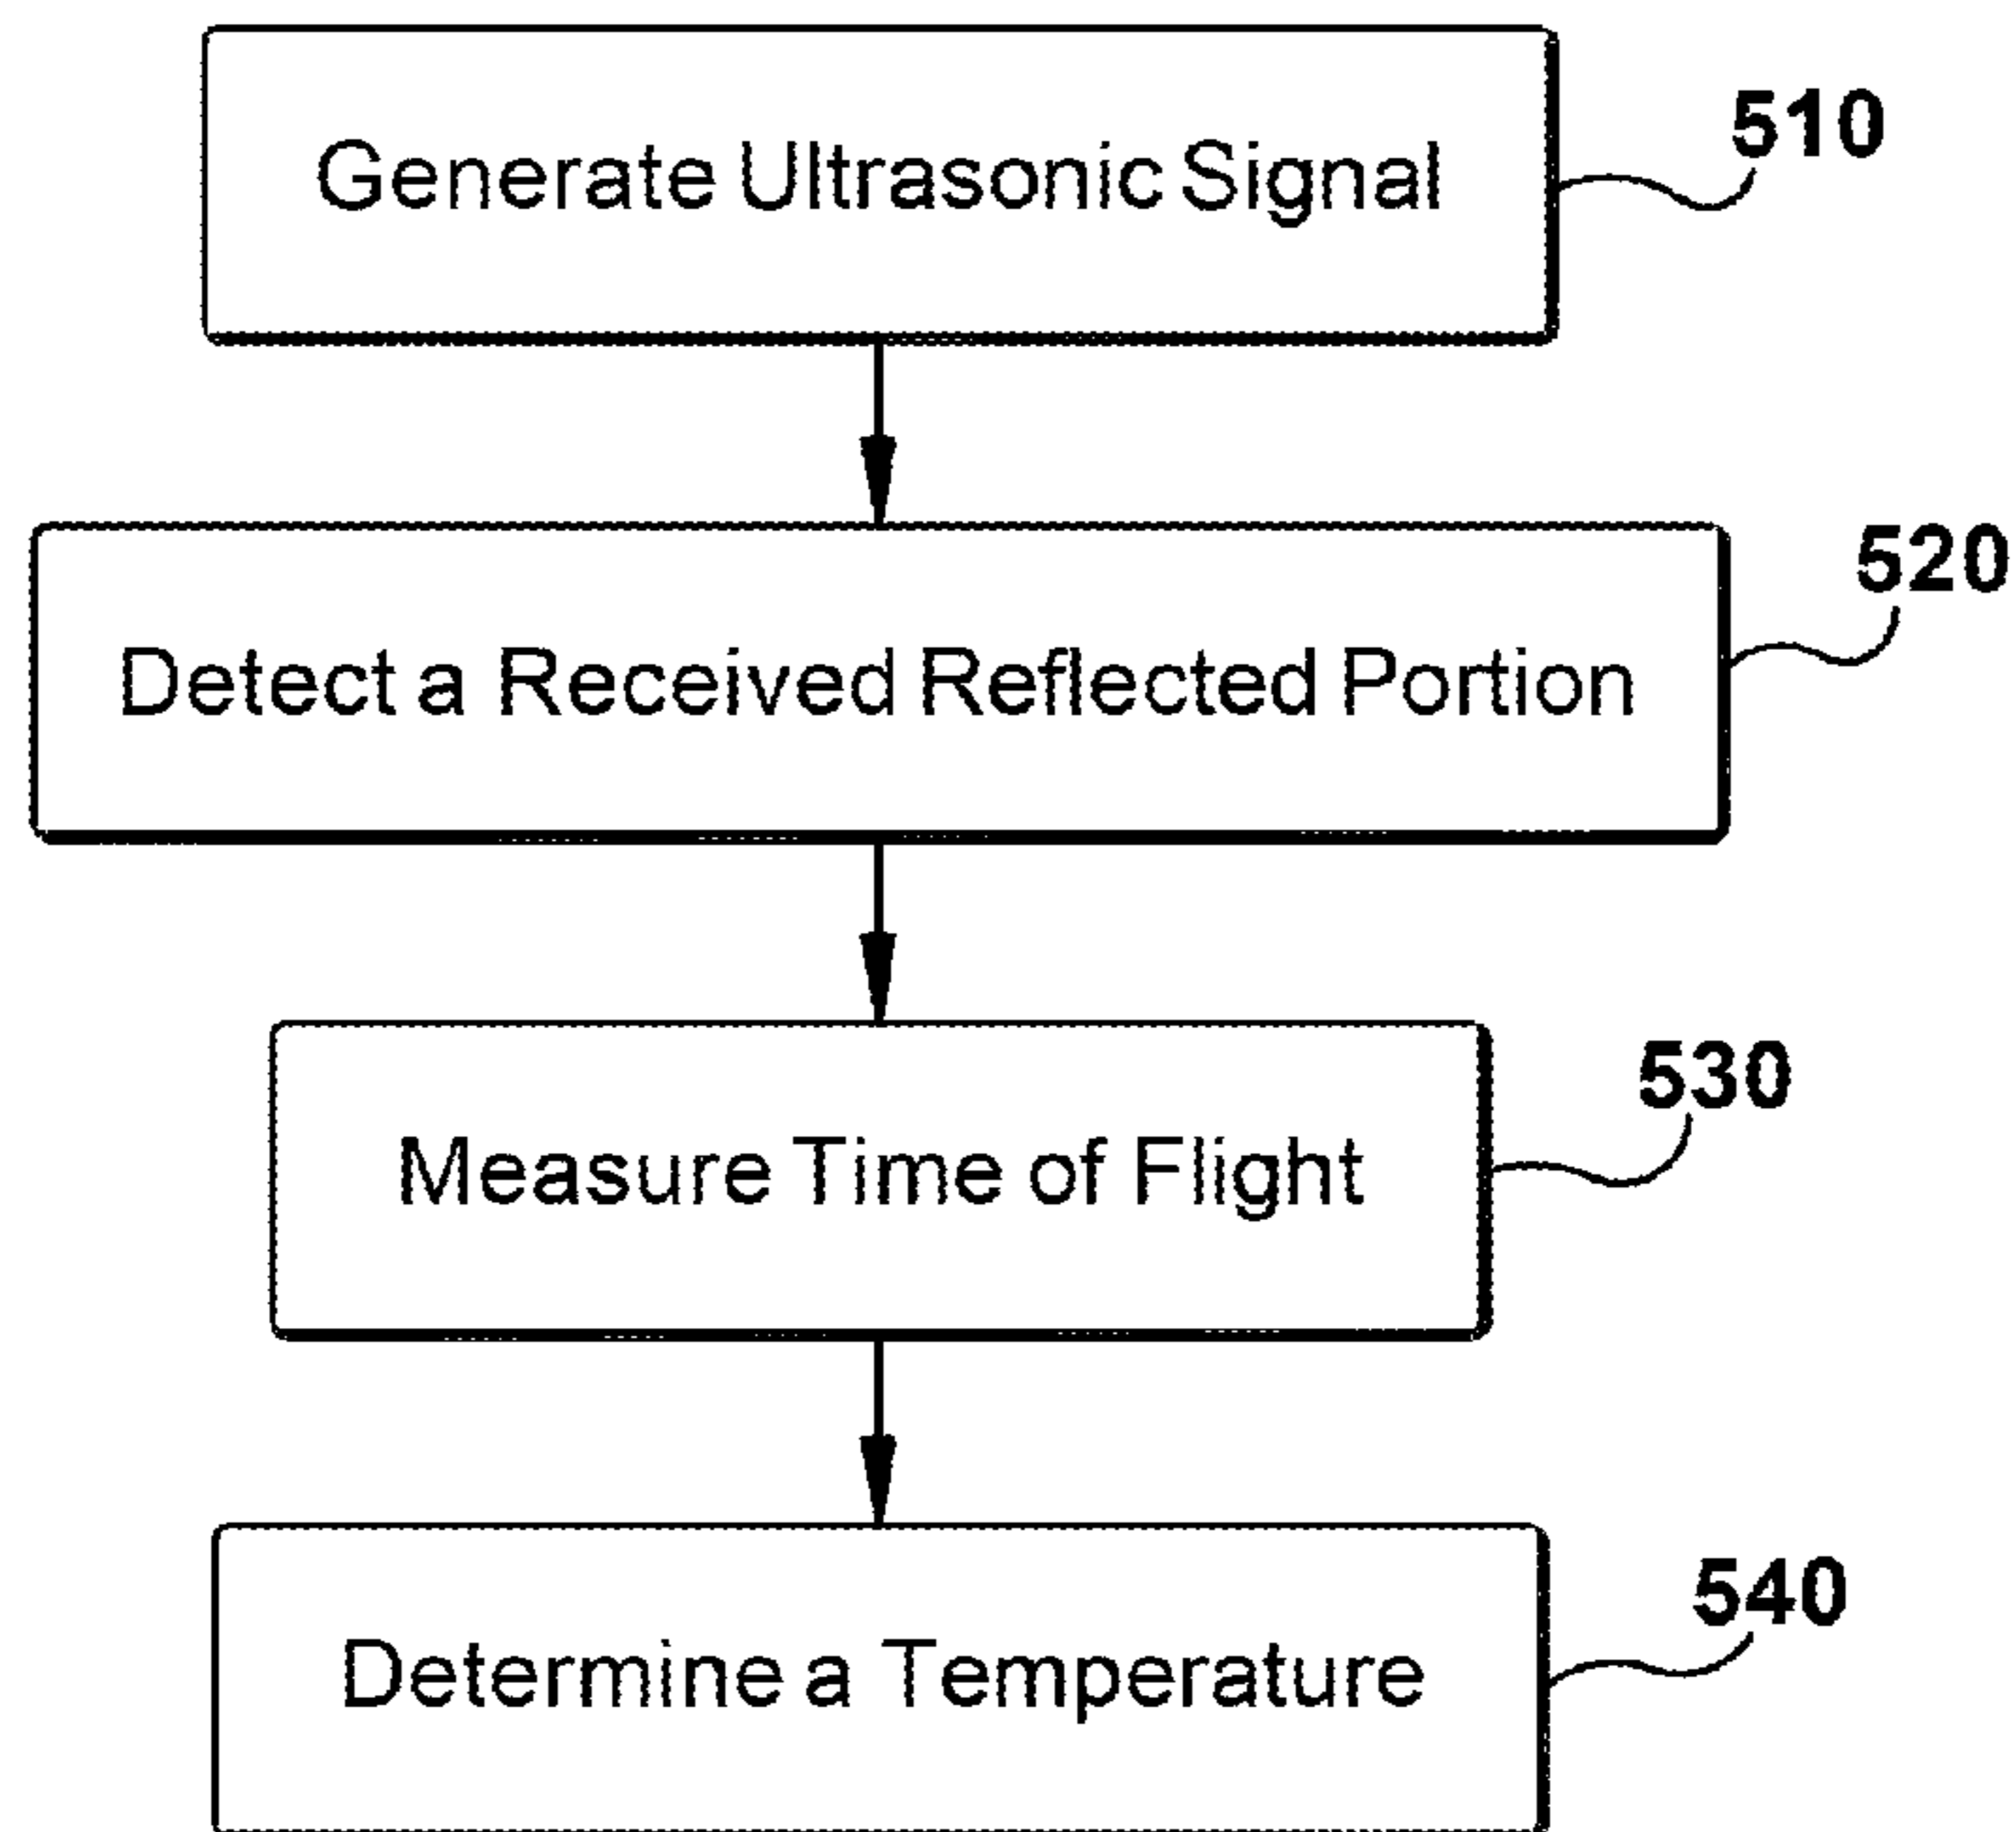 Generate Ultrasonic Signal
510
Detect a Received Reflected Portion
520
Measure Time of Flight
530
Determine a Temperature
540